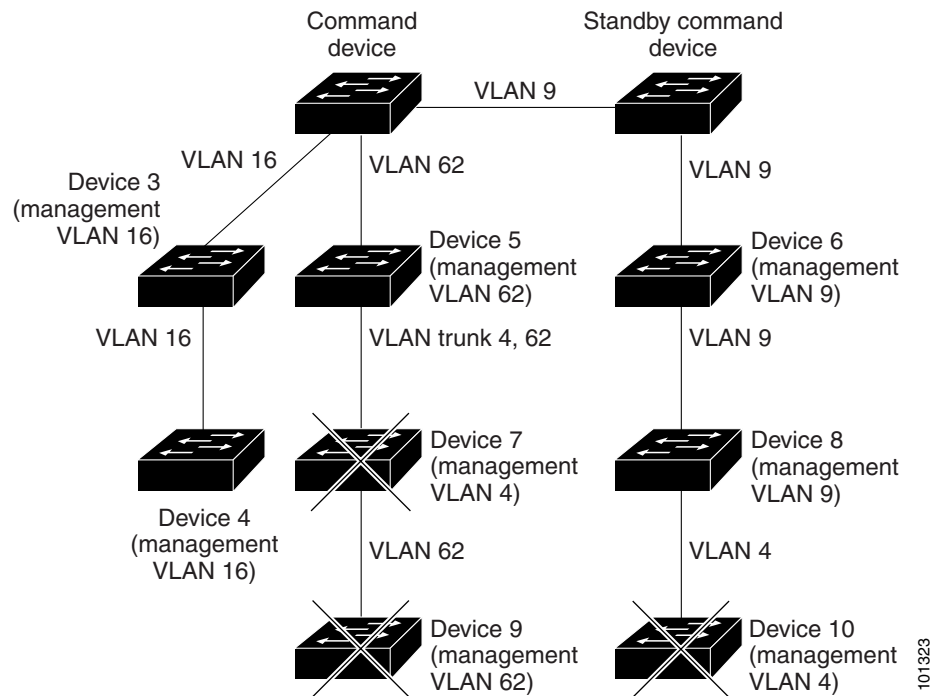 Command
device
Standby command
device
VLAN 9
VLAN 16
VLAN 62
VLAN 9
Device 3
(management
VLAN 16)
Device 5
(management
VLAN 62)
Device 6
(management
VLAN 9)
VLAN 16
VLAN trunk 4, 62
VLAN 9
Device 4
(management
VLAN 16)
Device 7
(management
VLAN 4)
Device 8
(management
VLAN 9)
VLAN 62
VLAN 4
Device 9
(management
VLAN 62)
Device 10
(management
VLAN 4)
101323